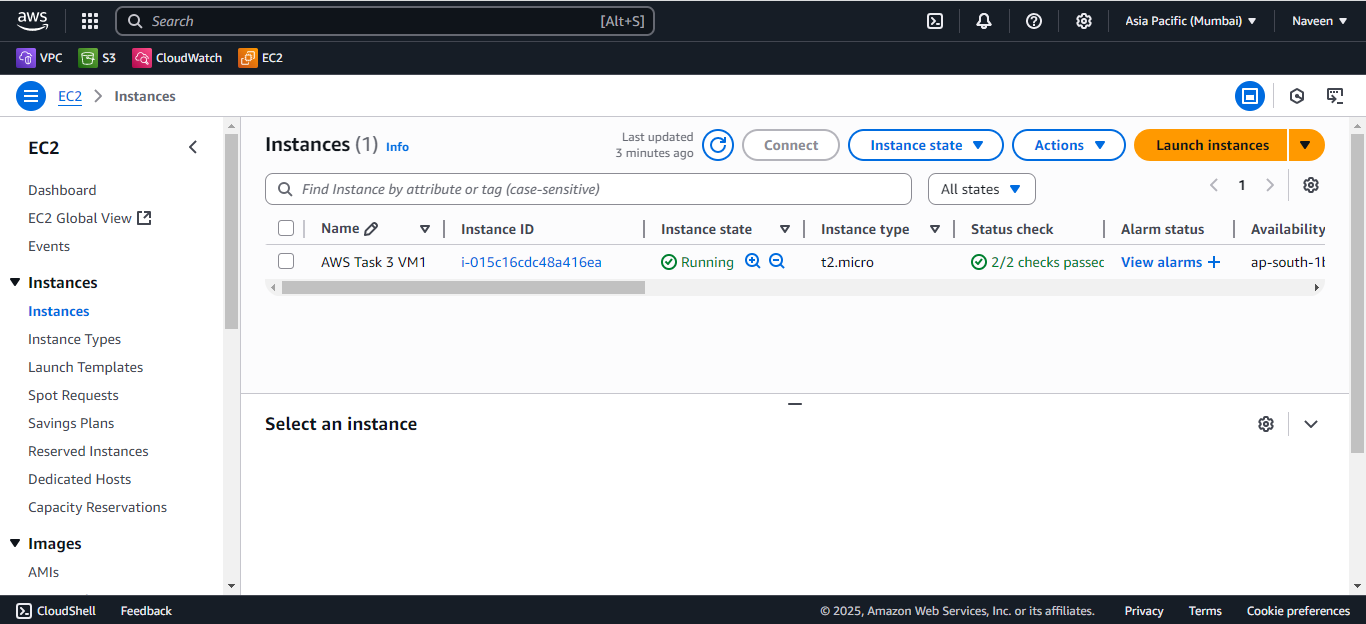 aws Search [Alt+S] Asia Pacific (Mumbai) Naveen
VPC S3 CloudWatch EC2
EC2 Instances
EC2
Dashboard
EC2 Global View
Events
Instances
Instances
Instance Types
Launch Templates
Spot Requests
Savings Plans
Reserved Instances
Dedicated Hosts
Capacity Reservations
Images
AMIs
Instances (1) Info
Last updated
3 minutes ago
Connect Instance state Actions Launch instances
Find Instance by attribute or tag (case-sensitive) All states 1
Name Instance ID Instance state Instance type Status check Alarm status Availability
AWS Task 3 VM1 i-015c16cdc48a416ea Running t2.micro 2/2 checks passec View alarms + ap-south-1b
Select an instance
CloudShell Feedback © 2025, Amazon Web Services, Inc. or its affiliates. Privacy Terms Cookie preferences